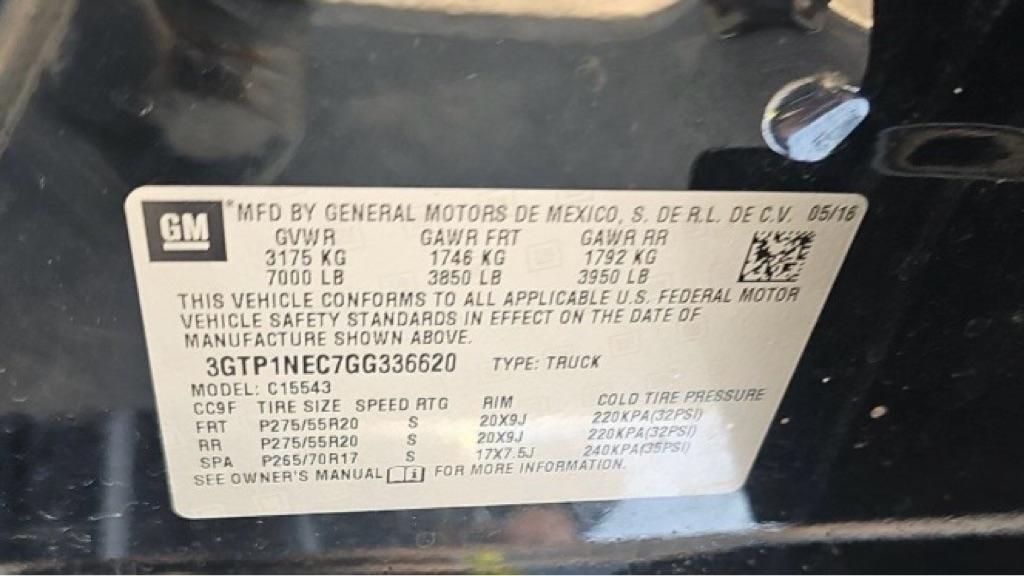 GM
*MFD BY GENERAL MOTORS DE MEXICO, S. DE R.L. DE C.V. 05/16
GVWR GAWR FRT GAWR RR
3175 KG 1746 KG 1792 KG
7000 LB 3850 LB 3950 LB
THIS VEHICLE CONFORMS TO ALL APPLICABLE U.S. FEDERAL MOTOR
VEHICLE SAFETY STANDARDS IN EFFECT ON THE DATE OF
MANUFACTURE SHOWN ABOVE.
3GTP1NEC7GG336620 TYPE: TRUCK
MODEL: C15543
CC9F TIRE SIZE SPEED RTG RIM COLD TIRE PRESSURE
FRT P275/55R20 S 20X9J 220KPA(32PSI)
RR P275/55R20 S 20X9J 220KPA(32PSI)
SPA P265/70R17 S 17X7.5J 240KPA(35PSI)
SEE OWNER'S MANUAL FOR MORE INFORMATION.